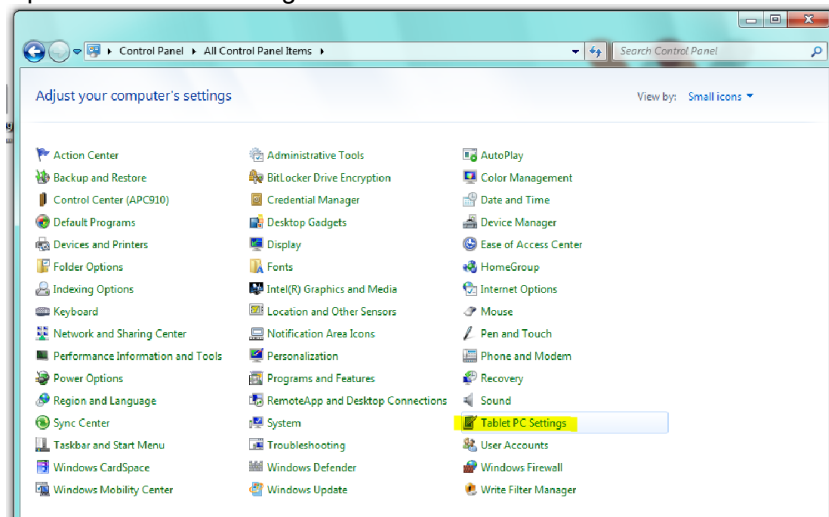 Control Panel ▸ All Control Panel Items ▸
Search Control Panel
Adjust your computer's settings
View by: Small icons
Action Center
Administrative Tools
AutoPlay
Backup and Restore
BitLocker Drive Encryption
Color Management
Control Center (APC910)
Credential Manager
Date and Time
Default Programs
Desktop Gadgets
Device Manager
Devices and Printers
Display
Ease of Access Center
Folder Options
Fonts
HomeGroup
Indexing Options
Intel(R) Graphics and Media
Internet Options
Keyboard
Location and Other Sensors
Mouse
Network and Sharing Center
Notification Area Icons
Pen and Touch
Performance Information and Tools
Personalization
Phone and Modem
Power Options
Programs and Features
Recovery
Region and Language
RemoteApp and Desktop Connections
Sound
Sync Center
System
Tablet PC Settings
Taskbar and Start Menu
Troubleshooting
User Accounts
Windows CardSpace
Windows Defender
Windows Firewall
Windows Mobility Center
Windows Update
Write Filter Manager